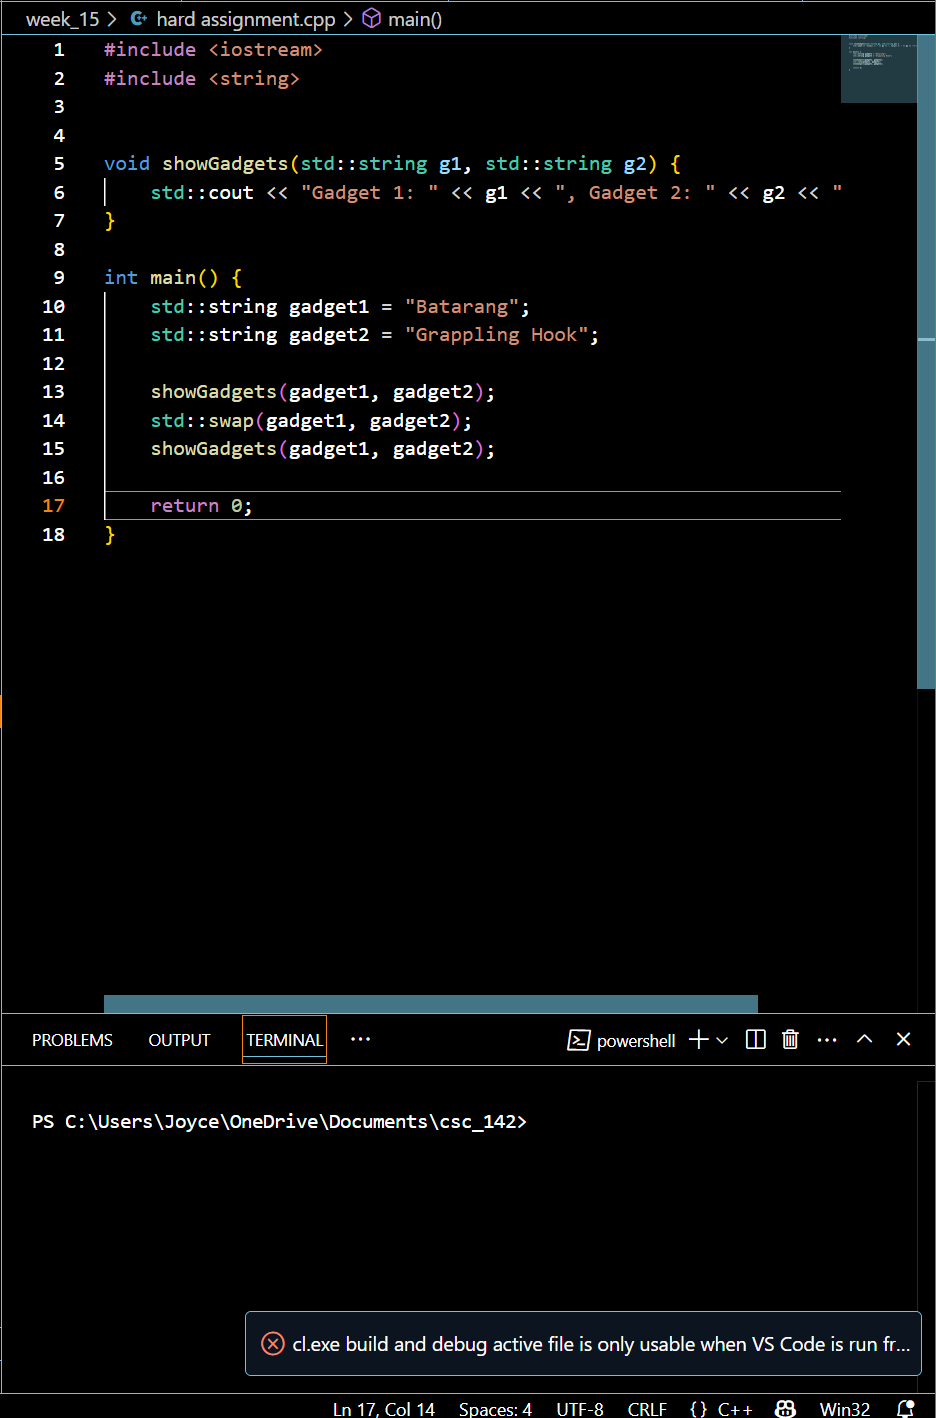 week_15 > hard assignment.cpp > main()
1 #include <iostream>
2 #include <string>
3
4
5 void showGadgets(std::string g1, std::string g2) {
6     std::cout << "Gadget 1: " << g1 << ", Gadget 2: " << g2 << "
7 }
8
9 int main() {
10     std::string gadget1 = "Batarang";
11     std::string gadget2 = "Grappling Hook";
12
13     showGadgets(gadget1, gadget2);
14     std::swap(gadget1, gadget2);
15     showGadgets(gadget1, gadget2);
16
17     return 0;
18 }
PROBLEMS OUTPUT TERMINAL ... powershell
PS C:\Users\Joyce\OneDrive\Documents\csc_142>
cl.exe build and debug active file is only usable when VS Code is run fr...
Ln 17, Col 14 Spaces: 4 UTF-8 CRLF {} C++ Win32